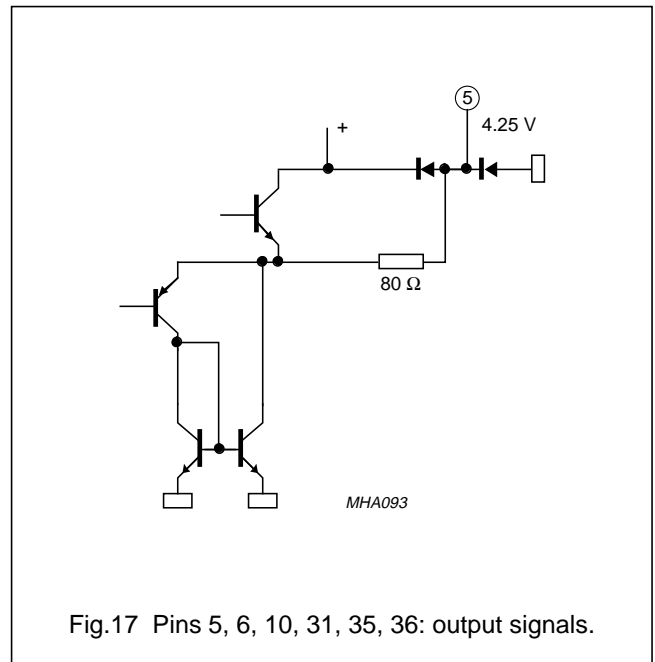 5
4.25 V
+
80 Ω
MHA093
Fig.17 Pins 5, 6, 10, 31, 35, 36: output signals.